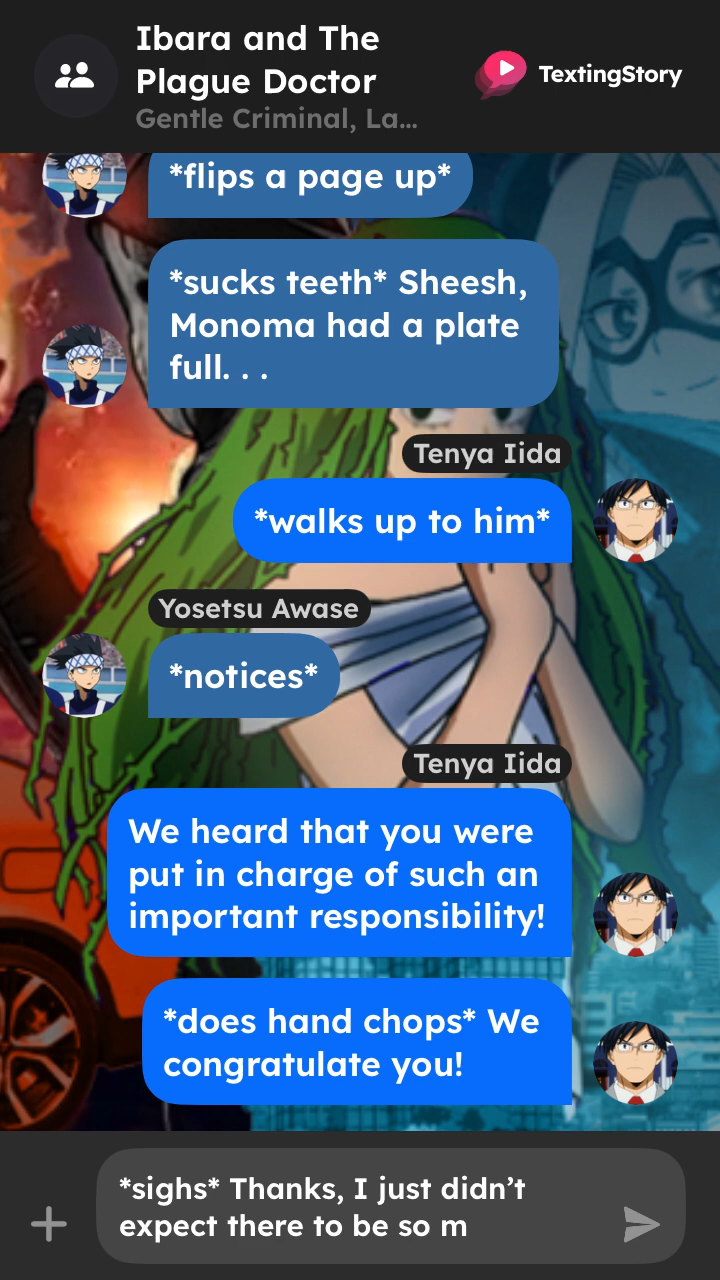 Ibara and The
Plague Doctor
Gentle Criminal, La...
TextingStory
*flips a page up*
*sucks teeth* Sheesh,
Monoma had a plate
full. . .
Tenya Iida
*walks up to him*
Yosetsu Awase
*notices*
Tenya Iida
We heard that you were
put in charge of such an
important responsibility!
*does hand chops* We
congratulate you!
*sighs* Thanks, I just didn’t
expect there to be so m